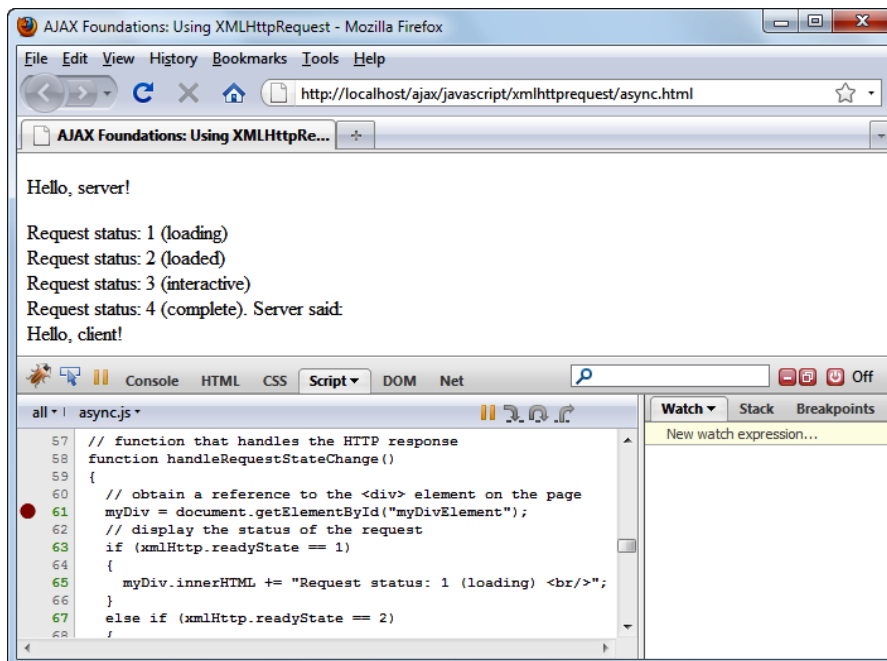 AJAX Foundations: Using XMLHttpRequest - Mozilla Firefox
File Edit View History Bookmarks Tools Help
http://localhost/ajax/javascript/xmlhttprequest/async.html
AJAX Foundations: Using XMLHttpRe...
Hello, server!
Request status: 1 (loading)
Request status: 2 (loaded)
Request status: 3 (interactive)
Request status: 4 (complete). Server said:
Hello, client!
Console HTML CSS Script DOM Net Off
all async.js Watch Stack Breakpoints
New watch expression...
57 // function that handles the HTTP response
58 function handleRequestStateChange()
59 {
60 // obtain a reference to the <div> element on the page
61 myDiv = document.getElementById("myDivElement");
62 // display the status of the request
63 if (xmlHttp.readyState == 1)
64 {
65 myDiv.innerHTML += "Request status: 1 (loading) <br/>";
66 }
67 else if (xmlHttp.readyState == 2)
68 {